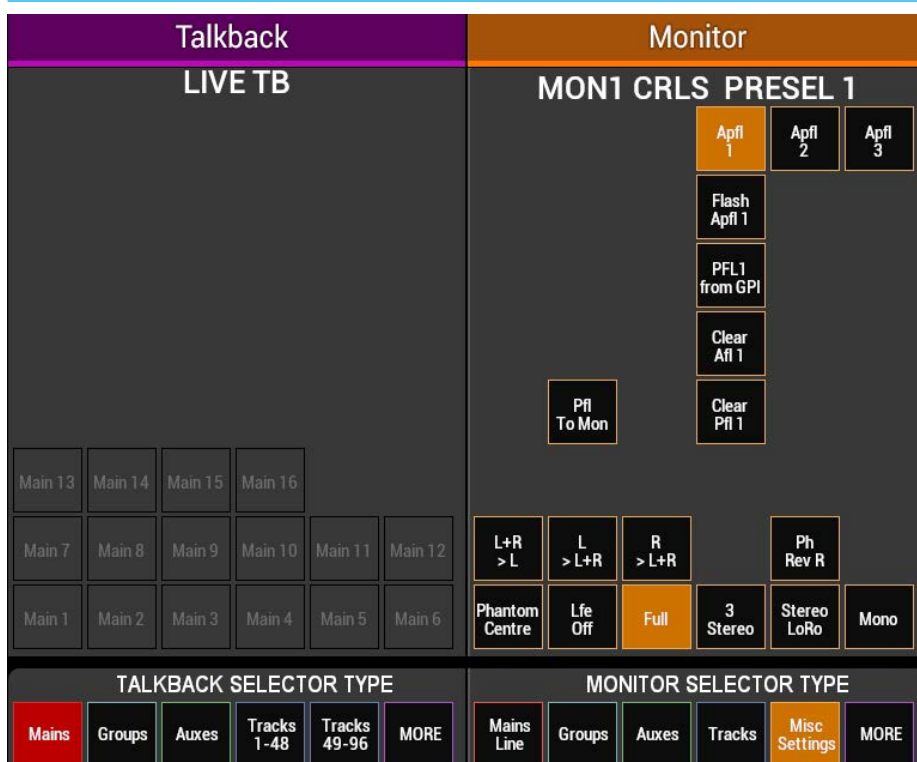 Talkback
Monitor
LIVE TB
MON1 CRLS PRESEL 1
Apfl
1
Apfl
2
Apfl
3
Flash
Apfl 1
PFL1
from GPI
Clear
Afl 1
Pfl
To Mon
Clear
Pfl 1
Main 13
Main 14
Main 15
Main 16
Main 7
Main 8
Main 9
Main 10
Main 11
Main 12
L+R
> L
L
> L+R
R
> L+R
Ph
Rev R
Main 1
Main 2
Main 3
Main 4
Main 5
Main 6
Phantom
Centre
Lfe
Off
Full
3
Stereo
Stereo
LoRo
Mono
TALKBACK SELECTOR TYPE
MONITOR SELECTOR TYPE
Mains
Groups
Auxes
Tracks
1-48
Tracks
49-96
MORE
Mains
Line
Groups
Auxes
Tracks
Misc
Settings
MORE